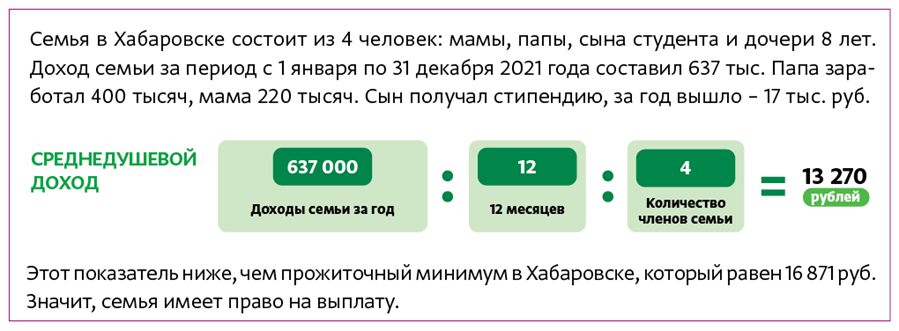 Семья в Хабаровске состоит из 4 человек: мамы, папы, сына студента и дочери 8 лет.
Доход семьи за период с 1 января по 31 декабря 2021 года составил 637 тыс. Папа зара-
ботал 400 тысяч, мама 220 тысяч. Сын получал стипендию, за год вышло – 17 тыс. руб.
СРЕДНЕДУШЕВОЙ
ДОХОД
637 000 : 12 : 4 = 13 270
рублей
Доходы семьи за год
12 месяцев
Количество
членов семьи
Этот показатель ниже, чем прожиточный минимум в Хабаровске, который равен 16 871 руб.
Значит, семья имеет право на выплату.